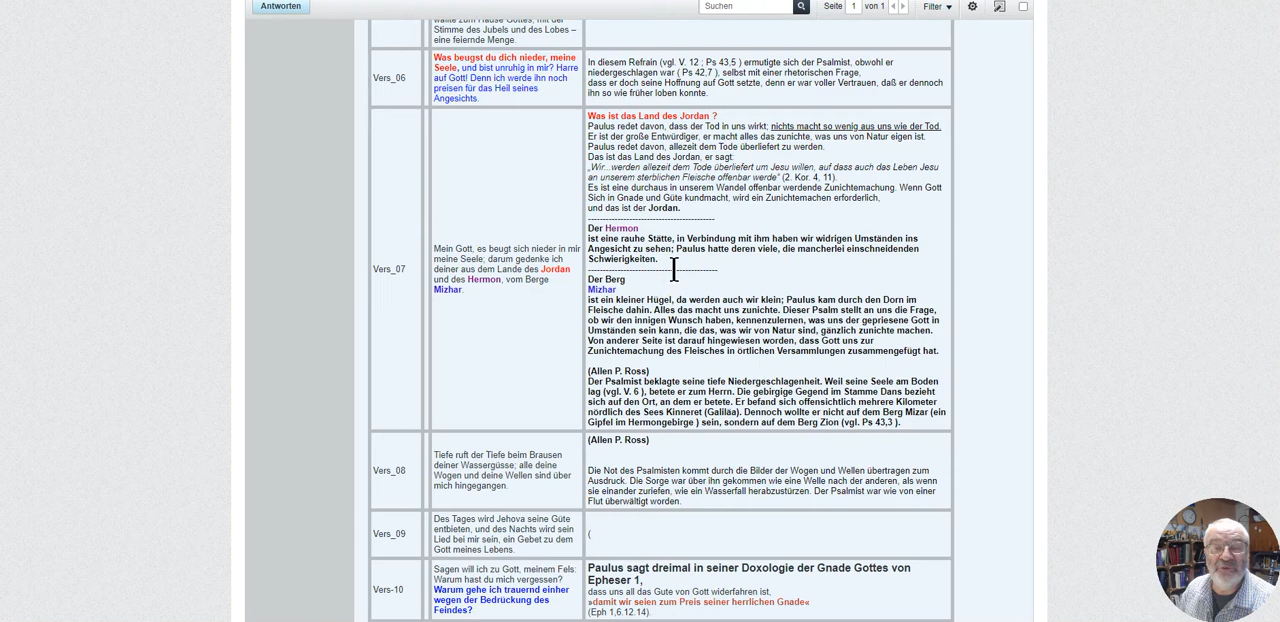 Antworten
Suchen
Seite 1 von 1
Filter
wallte zum Hause Gottes, mit der
Stimme des Jubels und des Lobes –
eine feiernde Menge.
Vers_06
Was beugst du dich nieder, meine
Seele, und bist unruhig in mir? Harre
auf Gott! Denn ich werde ihn noch
preisen für das Heil seines
Angesichts.
In diesem Refrain (vgl. V. 12 ; Ps 43,5 ) ermutigte sich der Psalmist, obwohl er
niedergeschlagen war ( Ps 42,7 ), selbst mit einer rhetorischen Frage,
dass er doch seine Hoffnung auf Gott setzte, denn er war voller Vertrauen, daß er dennoch
ihn so wie früher loben konnte.
Vers_07
Mein Gott, es beugt sich nieder in mir
meine Seele; darum gedenke ich
deiner aus dem Lande des Jordan
und des Hermon, vom Berge
Mizhar.
Was ist das Land des Jordan ?
Paulus redet davon, dass der Tod in uns wirkt; nichts macht so wenig aus uns wie der Tod.
Er ist der große Entwürdiger, er macht alles das zunichte, was uns von Natur eigen ist.
Paulus redet davon, allezeit dem Tode überliefert zu werden.
Das ist das Land des Jordan, er sagt:
„Wir...werden allezeit dem Tode überliefert um Jesu willen, auf dass auch das Leben Jesu
an unserem sterblichen Fleische offenbar werde“ (2. Kor. 4, 11).
Es ist eine durchaus in unserem Wandel offenbar werdende Zunichtemachung. Wenn Gott
Sich in Gnade und Güte kundmacht, wird ein Zunichtemachen erforderlich,
und das ist der Jordan.
-------------------------------------------
Der Hermon
ist eine rauhe Stätte, in Verbindung mit ihm haben wir widrigen Umständen ins
Angesicht zu sehen; Paulus hatte deren viele, die mancherlei einschneidenden
Schwierigkeiten.
--------------------------------------------
Der Berg
Mizhar
ist ein kleiner Hügel, da werden auch wir klein; Paulus kam durch den Dorn im
Fleische dahin. Alles das macht uns zunichte. Dieser Psalm stellt an uns die Frage,
ob wir den innigen Wunsch haben, kennenzulernen, was uns der gepriesene Gott in
Umständen sein kann, die das, was wir von Natur sind, gänzlich zunichte machen.
Von anderer Seite ist darauf hingewiesen worden, dass Gott uns zur
Zunichtemachung des Fleisches in örtlichen Versammlungen zusammengefügt hat.
(Allen P. Ross)
Der Psalmist beklagte seine tiefe Niedergeschlagenheit. Weil seine Seele am Boden
lag (vgl. V. 6 ), betete er zum Herrn. Die gebirgige Gegend im Stamme Dans bezieht
sich auf den Ort, an dem er betete. Er befand sich offensichtlich mehrere Kilometer
nördlich des Sees Kinneret (Galiläa). Dennoch wollte er nicht auf dem Berg Mizar (ein
Gipfel im Hermongebirge ) sein, sondern auf dem Berg Zion (vgl. Ps 43,3 ).
Vers_08
Tiefe ruft der Tiefe beim Brausen
deiner Wassergüsse; alle deine
Wogen und deine Wellen sind über
mich hingegangen.
(Allen P. Ross)
Die Not des Psalmisten kommt durch die Bilder der Wogen und Wellen übertragen zum
Ausdruck. Die Sorge war über ihn gekommen wie eine Welle nach der anderen, als wenn
sie einander zuriefen, wie ein Wasserfall herabzustürzen. Der Psalmist war wie von einer
Flut überwältigt worden.
Vers_09
Des Tages wird Jehova seine Güte
entbieten, und des Nachts wird sein
Lied bei mir sein, ein Gebet zu dem
Gott meines Lebens.
(
Vers-10
Sagen will ich zu Gott, meinem Fels:
Warum hast du mich vergessen?
Warum gehe ich trauernd einher
wegen der Bedrückung des
Feindes?
Paulus sagt dreimal in seiner Doxologie der Gnade Gottes von
Epheser 1,
dass uns all das Gute von Gott widerfahren ist,
»damit wir seien zum Preis seiner herrlichen Gnade«
(Eph 1,6.12.14).